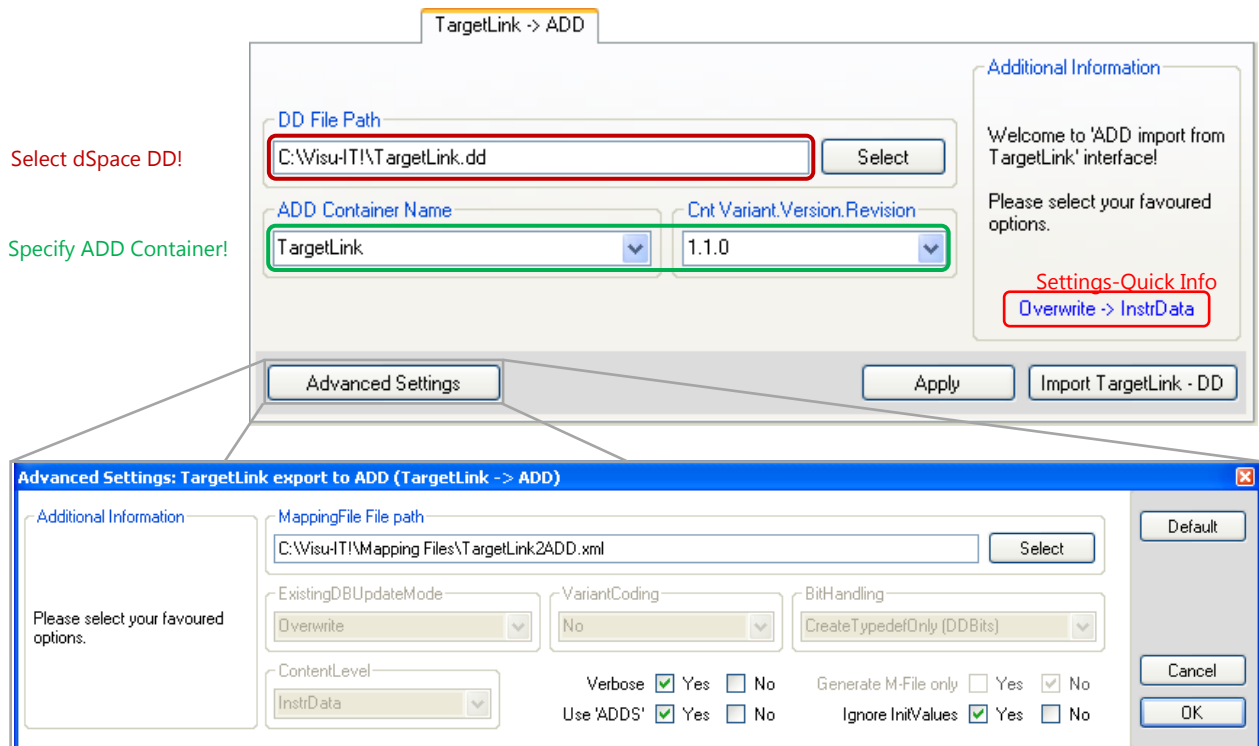 TargetLink -> ADD
Additional Information
DD File Path
Select dSpace DD!
C:\Visu-IT!\TargetLink.dd
Select
Welcome to 'ADD import from
TargetLink' interface!
Please select your favoured
options.
ADD Container Name
Cnt Variant.Version.Revision
Specify ADD Container!
TargetLink
1.1.0
Settings-Quick Info
Overwrite -> InstrData
Advanced Settings
Apply
Import TargetLink - DD
Advanced Settings: TargetLink export to ADD (TargetLink -> ADD)
Additional Information
Please select your favoured
options.
MappingFile File path
C:\Visu-IT!\Mapping Files\TargetLink2ADD.xml
Select
Default
ExistingDBUpdateMode
Overwrite
VariantCoding
No
BitHandling
CreateTypedefOnly (DDBits)
ContentLevel
InstrData
Verbose Yes No
Generate M-File only Yes No
Use 'ADDS' Yes No
Ignore InitValues Yes No
Cancel
OK